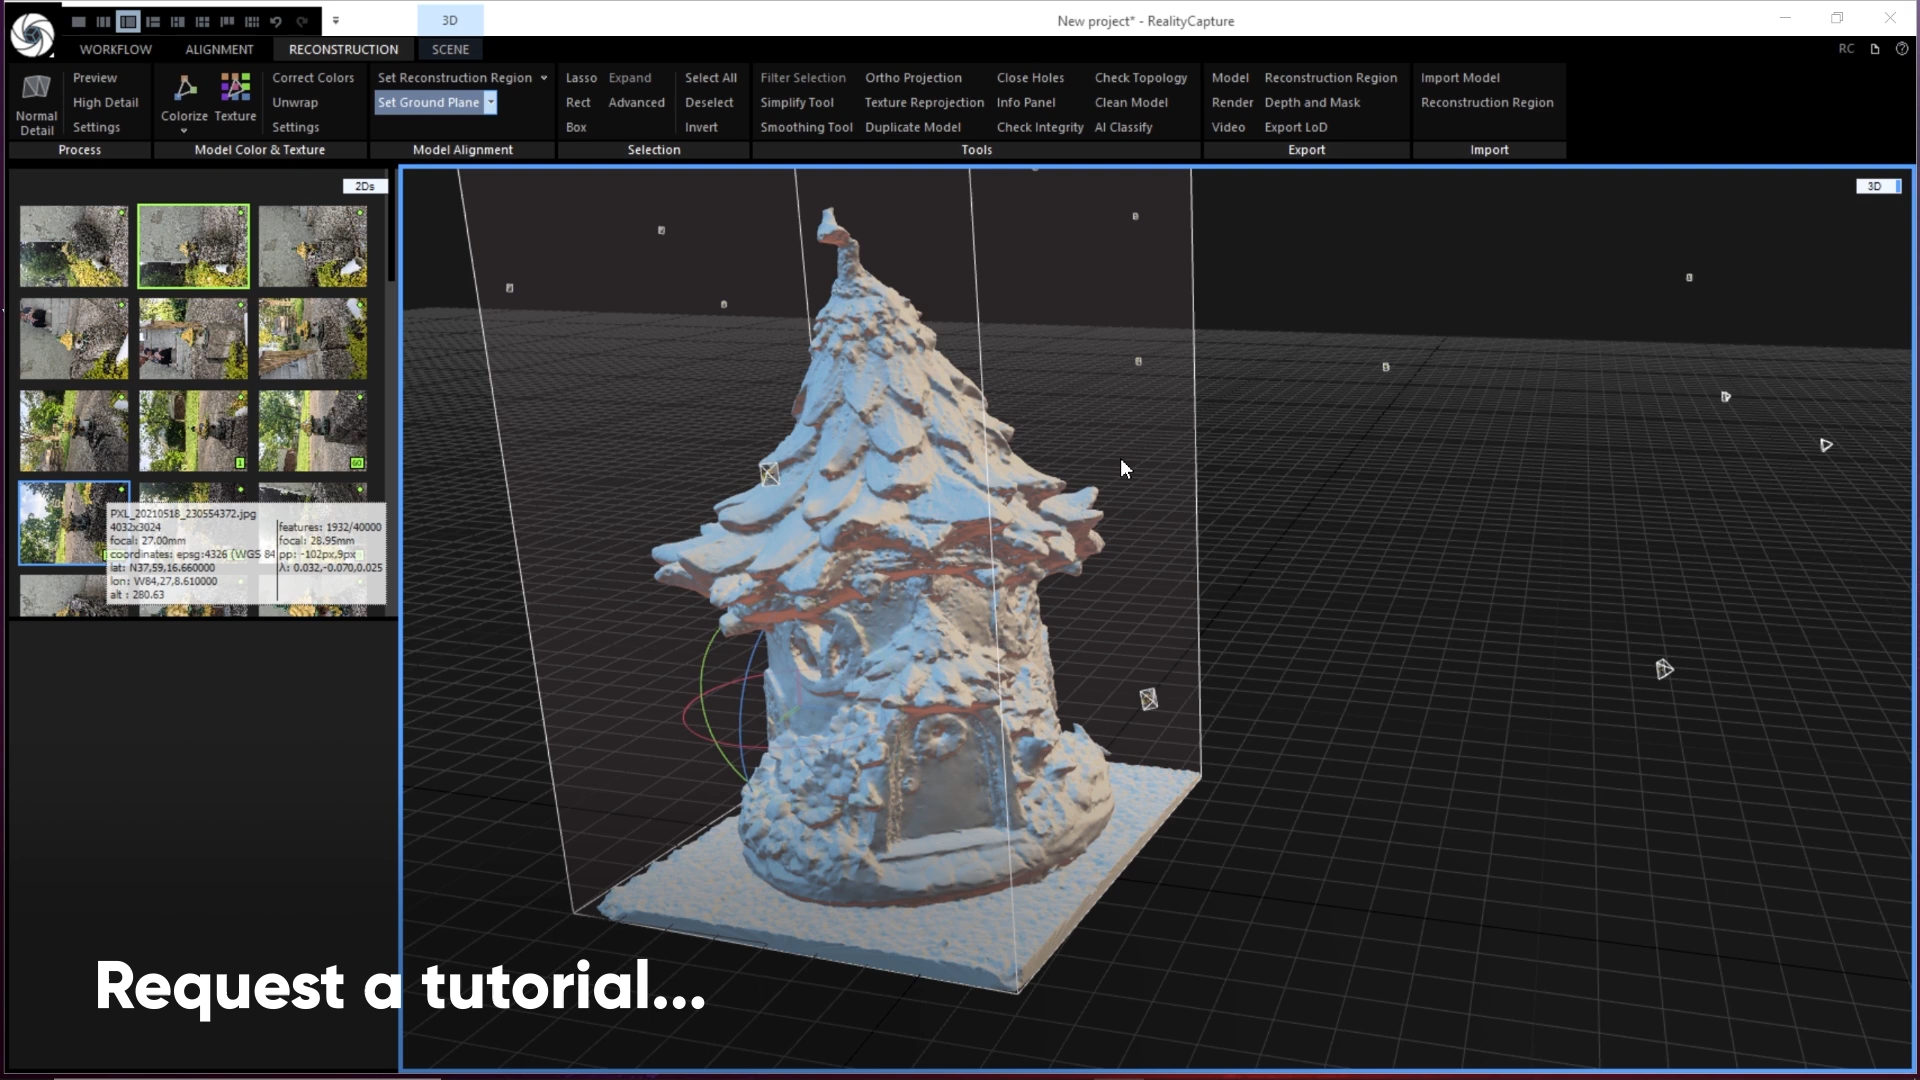 3D
New project* - RealityCapture
WORKFLOW ALIGNMENT RECONSTRUCTION SCENE
RC
Normal Detail
Preview
High Detail
Settings
Process
Colorize
Texture
Correct Colors
Unwrap
Settings
Model Color & Texture
Set Reconstruction Region
Set Ground Plane
Model Alignment
Lasso Expand Select All
Rect Advanced Deselect
Box Invert
Selection
Filter Selection Ortho Projection Close Holes Check Topology
Simplify Tool Texture Reprojection Info Panel Clean Model
Smoothing Tool Duplicate Model Check Integrity AI Classify
Tools
Model Reconstruction Region
Render Depth and Mask
Video Export LoD
Export
Import Model
Reconstruction Region
Import
2Ds
3D
1
60
PXL_20210518_230554372.jpg
4032x3024
focal: 27.00mm
coordinates: epsg:4326 (WGS 84
lat: N37,59,16.660000
lon: W84,27,8.610000
alt : 280.63
features: 1932/40000
focal: 28.95mm
pp: -102px,9px
λ: 0.032,-0.070,0.025
Request a tutorial...